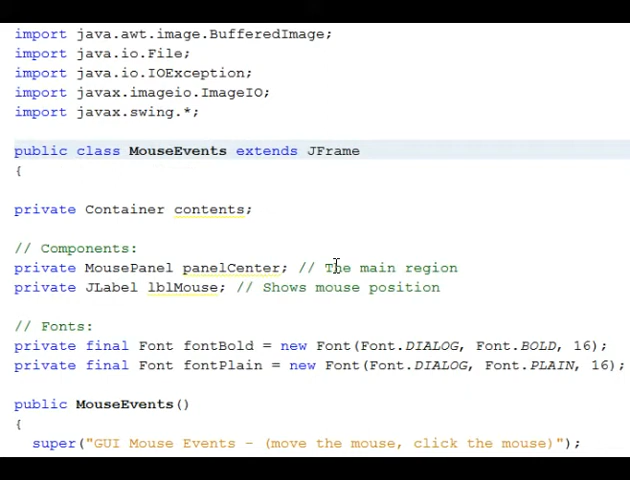 import java.awt.image.BufferedImage;
import java.io.File;
import java.io.IOException;
import javax.imageio.ImageIO;
import javax.swing.*;
public class MouseEvents extends JFrame
{
private Container contents;
// Components:
private MousePanel panelCenter; // The main region
private JLabel lblMouse; // Shows mouse position
// Fonts:
private final Font fontBold = new Font(Font.DIALOG, Font.BOLD, 16);
private final Font fontPlain = new Font(Font.DIALOG, Font.PLAIN, 16);
public MouseEvents()
{
super("GUI Mouse Events - (move the mouse, click the mouse)");